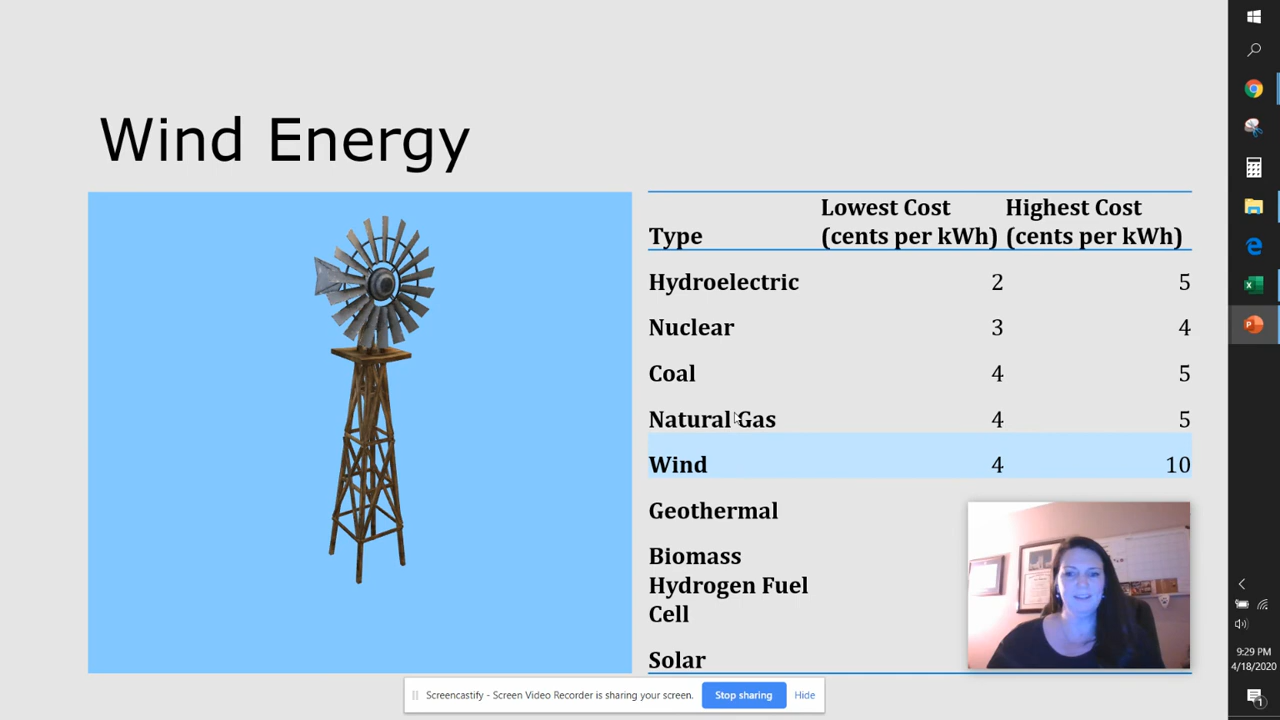 Wind Energy
Type
Lowest Cost
(cents per kWh)
Highest Cost
(cents per kWh)
Hydroelectric 2 5
Nuclear 3 4
Coal 4 5
Natural Gas 4 5
Wind 4 10
Geothermal
Biomass
Hydrogen Fuel
Cell
Solar
Screencastify - Screen Video Recorder is sharing your screen. Stop sharing Hide
9:29 PM
4/18/2020
1